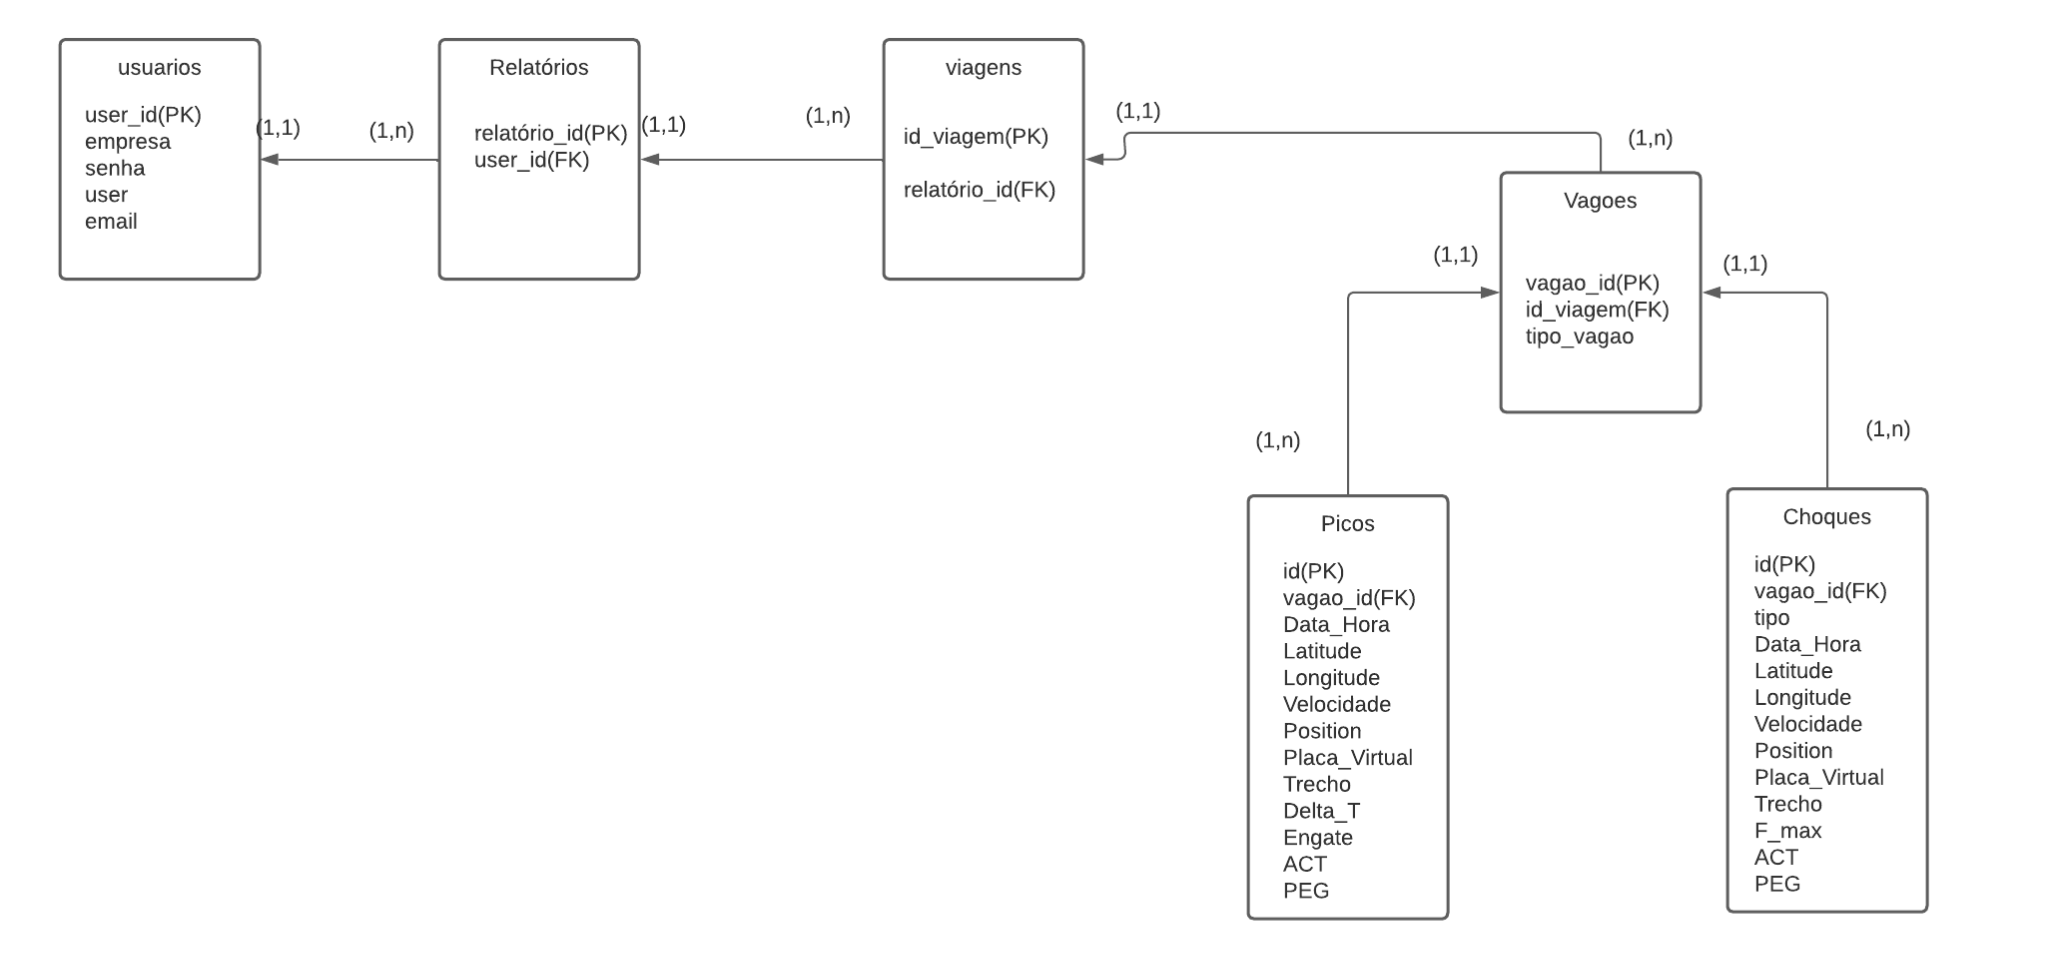 usuarios
user_id(PK)
empresa
senha
user
email
(1,1)
(1,n)
Relatórios
relatório_id(PK)
user_id(FK)
(1,1)
(1,n)
viagens
id_viagem(PK)
relatório_id(FK)
(1,1)
(1,n)
Vagoes
vagao_id(PK)
id_viagem(FK)
tipo_vagao
(1,1)
(1,1)
(1,n)
(1,n)
Picos
id(PK)
vagao_id(FK)
Data_Hora
Latitude
Longitude
Velocidade
Position
Placa_Virtual
Trecho
Delta_T
Engate
ACT
PEG
Choques
id(PK)
vagao_id(FK)
tipo
Data_Hora
Latitude
Longitude
Velocidade
Position
Placa_Virtual
Trecho
F_max
ACT
PEG